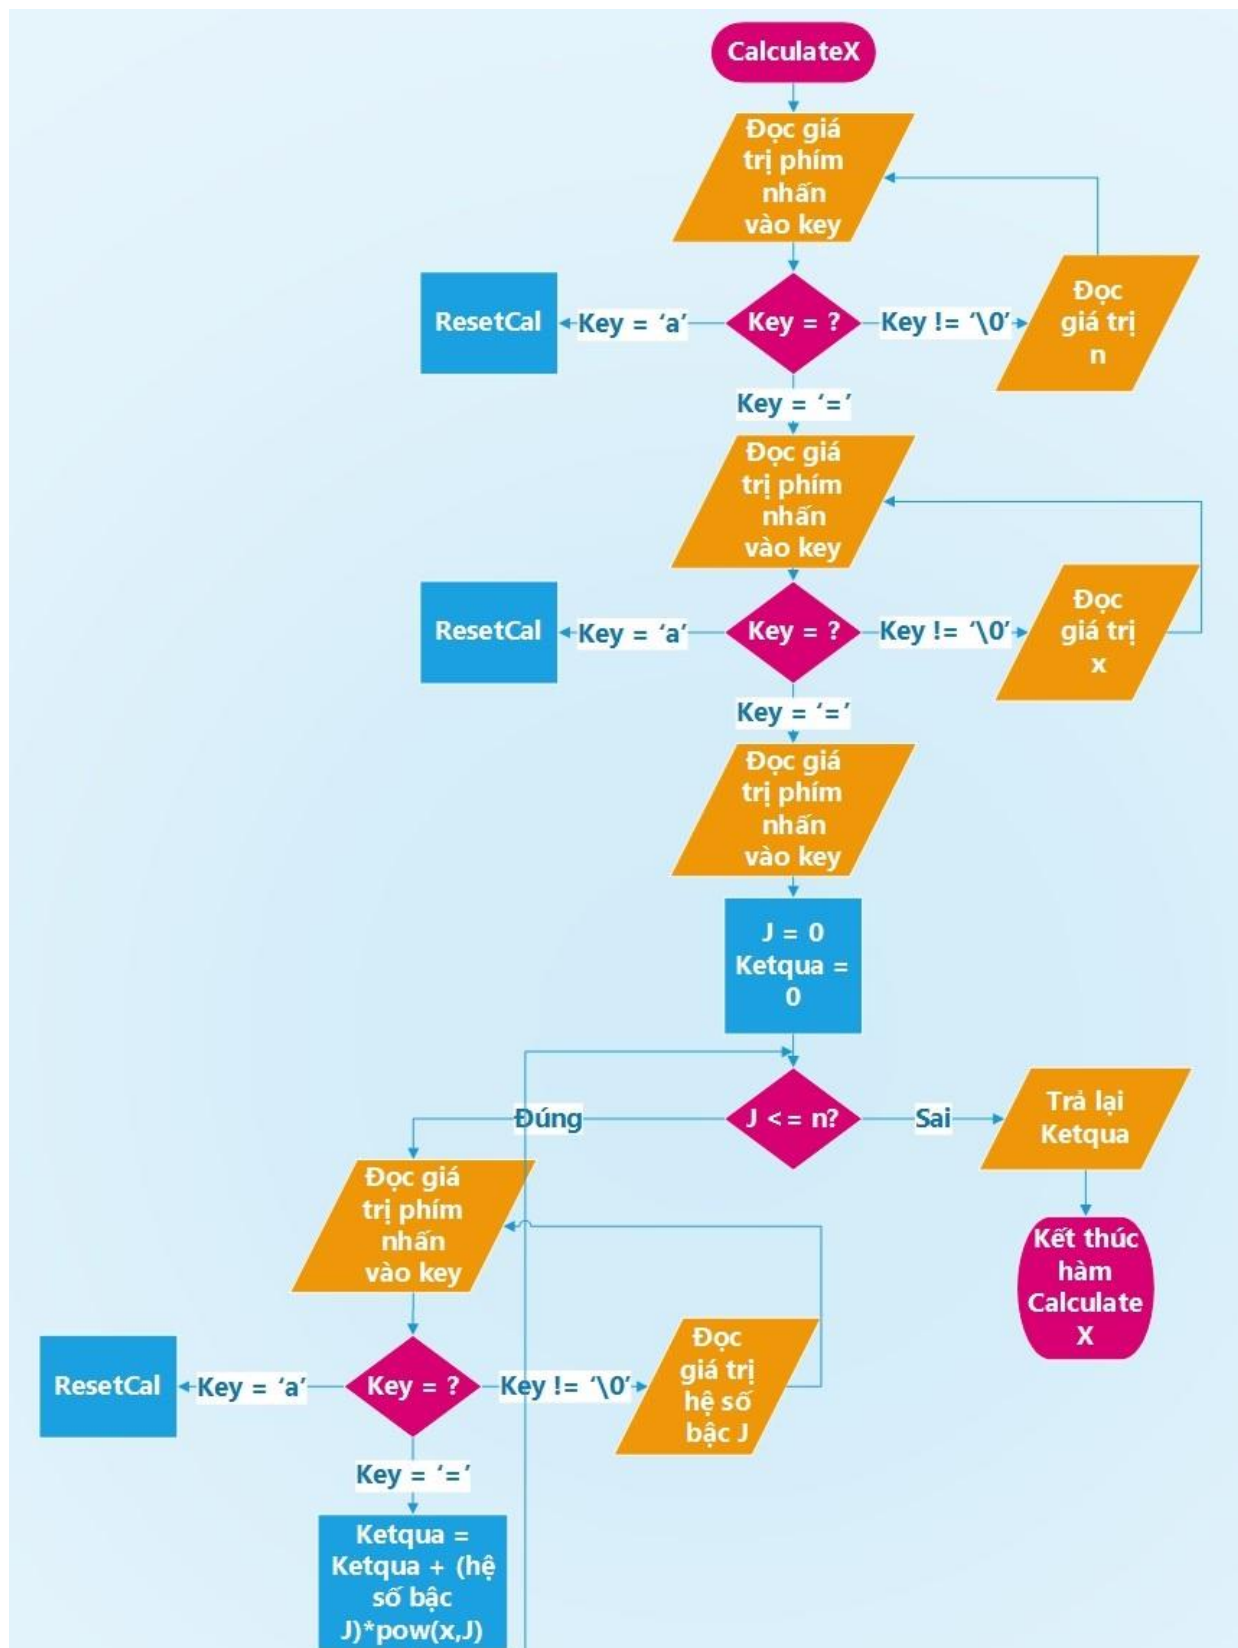 CalculateX
Đọc giá
trị phím
nhấn
vào key
ResetCal
Key = ‘a’
Key = ?
Key != ‘\0’
Đọc
giá trị
n
Key = ‘=’
Đọc giá
trị phím
nhấn
vào key
ResetCal
Key = ‘a’
Key = ?
Key != ‘\0’
Đọc
giá trị
x
Key = ‘=’
Đọc giá
trị phím
nhấn
vào key
J = 0
Ketqua =
0
Đúng
J <= n?
Sai
Trả lại
Ketqua
Đọc giá
trị phím
nhấn
vào key
Kết thúc
hàm
Calculate
X
ResetCal
Key = ‘a’
Key = ?
Key != ‘\0’
Đọc
giá trị
hệ số
bậc J
Key = ‘=’
Ketqua =
Ketqua + (hệ
số bậc
J)*pow(x,J)